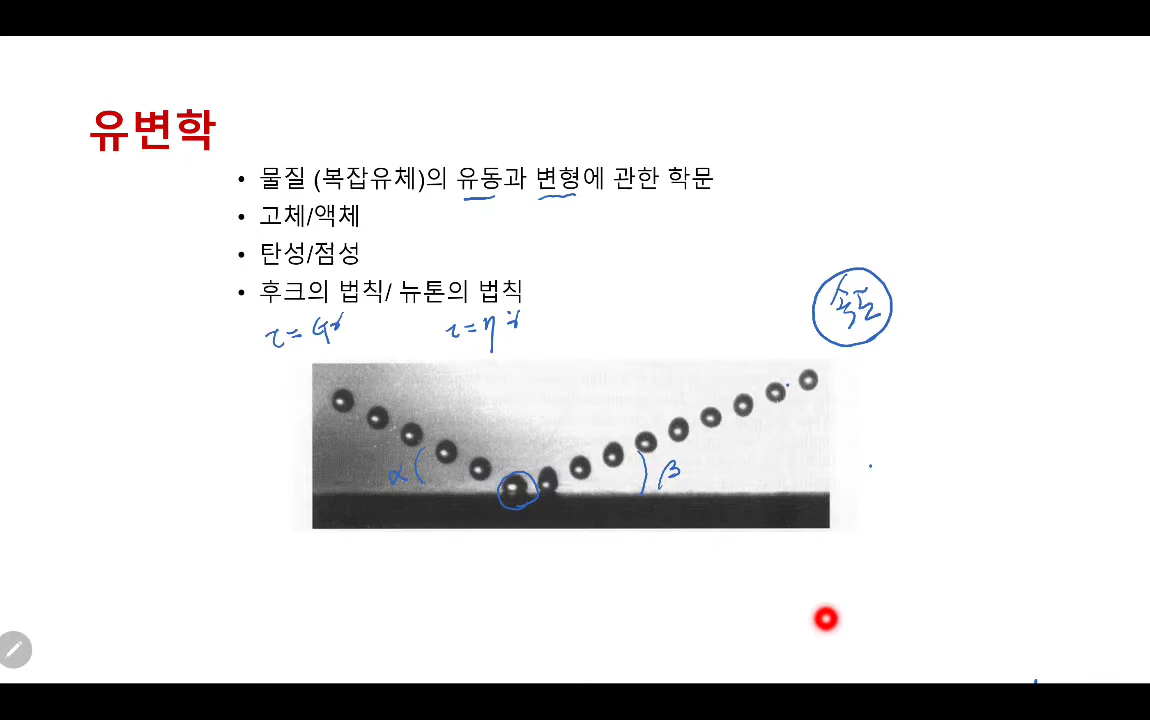 유변학
• 물질 (복잡유체)의 유동과 변형에 관한 학문
• 고체/액체
• 탄성/점성
• 후크의 법칙/ 뉴톤의 법칙
τ = Gγ τ = η γ̇
속도
α β